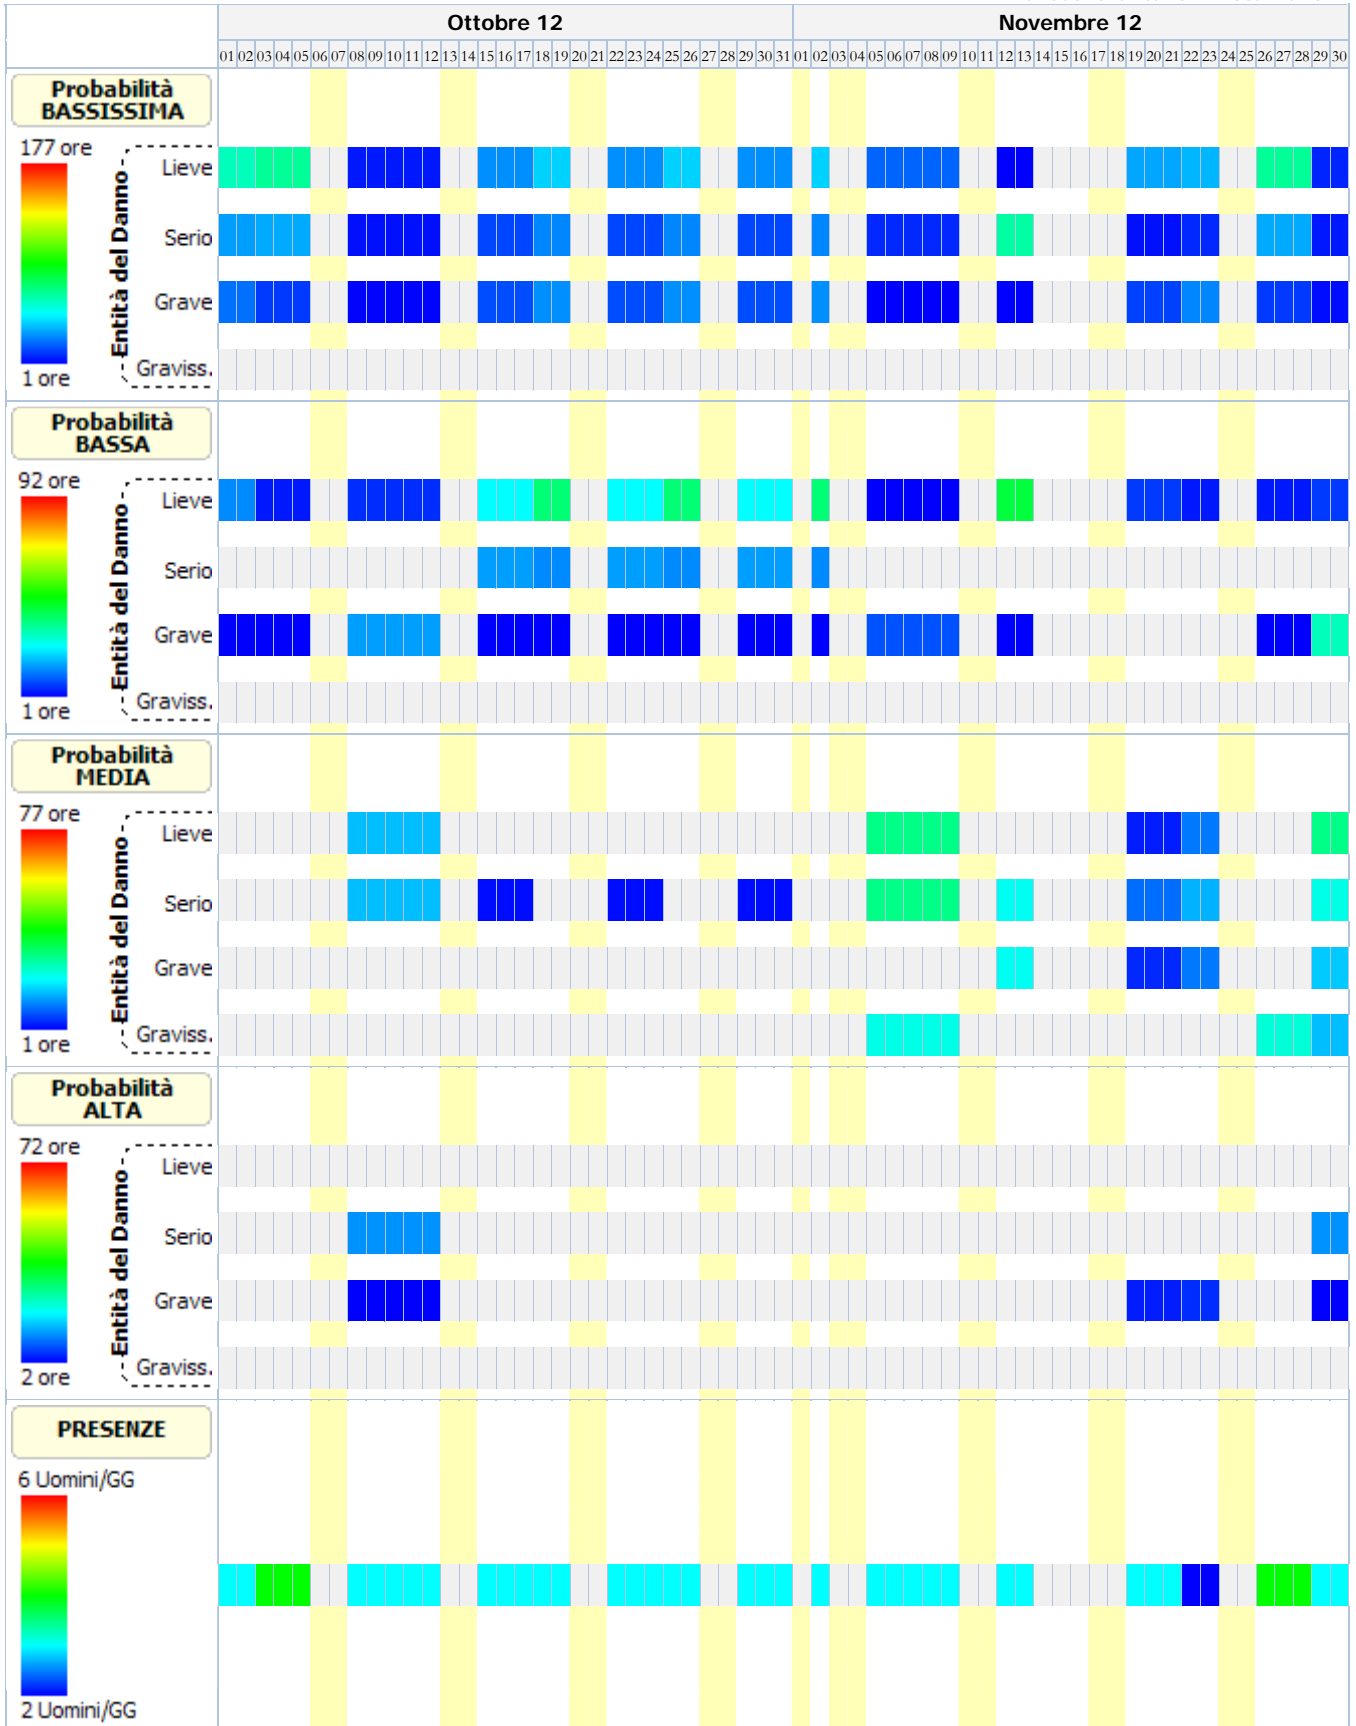 Ottobre 12 Novembre 12
01 02 03 04 05 06 07 08 09 10 11 12 13 14 15 16 17 18 19 20 21 22 23 24 25 26 27 28 29 30 31 01 02 03 04 05 06 07 08 09 10 11 12 13 14 15 16 17 18 19 20 21 22 23 24 25 26 27 28 29 30
Probabilità
BASSISSIMA
177 ore
Entità del Danno
Lieve
Serio
Grave
Graviss.
1 ore
Probabilità
BASSA
92 ore
Entità del Danno
Lieve
Serio
Grave
Graviss.
1 ore
Probabilità
MEDIA
77 ore
Entità del Danno
Lieve
Serio
Grave
Graviss.
1 ore
Probabilità
ALTA
72 ore
Entità del Danno
Lieve
Serio
Grave
Graviss.
2 ore
PRESENZE
6 Uomini/GG
2 Uomini/GG